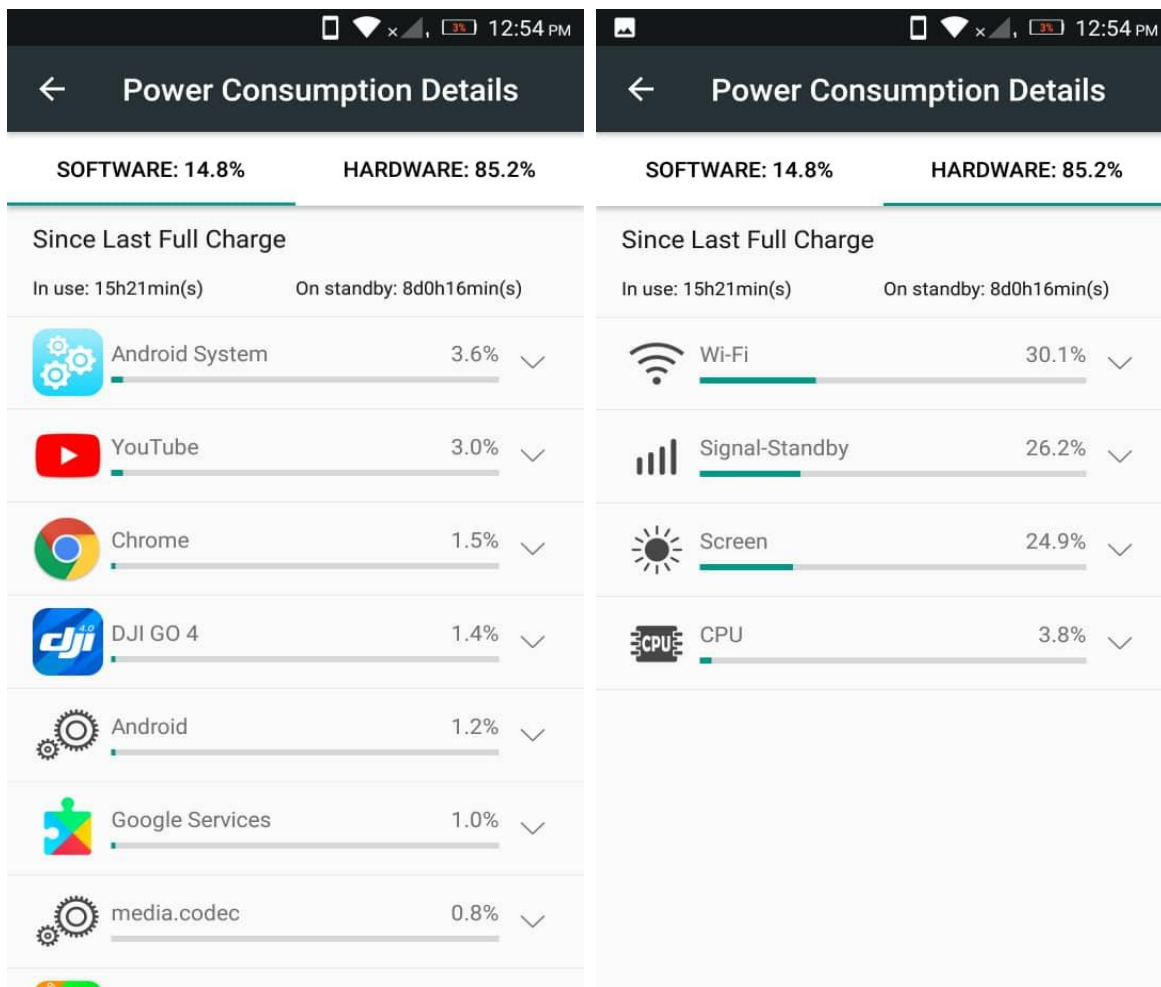 3% 12:54 PM
Power Consumption Details
SOFTWARE: 14.8% HARDWARE: 85.2%
Since Last Full Charge
In use: 15h21min(s) On standby: 8d0h16min(s)
Android System 3.6%
YouTube 3.0%
Chrome 1.5%
4.0
dji
DJI GO 4 1.4%
Android 1.2%
Google Services 1.0%
media.codec 0.8%
3% 12:54 PM
Power Consumption Details
SOFTWARE: 14.8% HARDWARE: 85.2%
Since Last Full Charge
In use: 15h21min(s) On standby: 8d0h16min(s)
Wi-Fi 30.1%
Signal-Standby 26.2%
Screen 24.9%
CPU CPU 3.8%